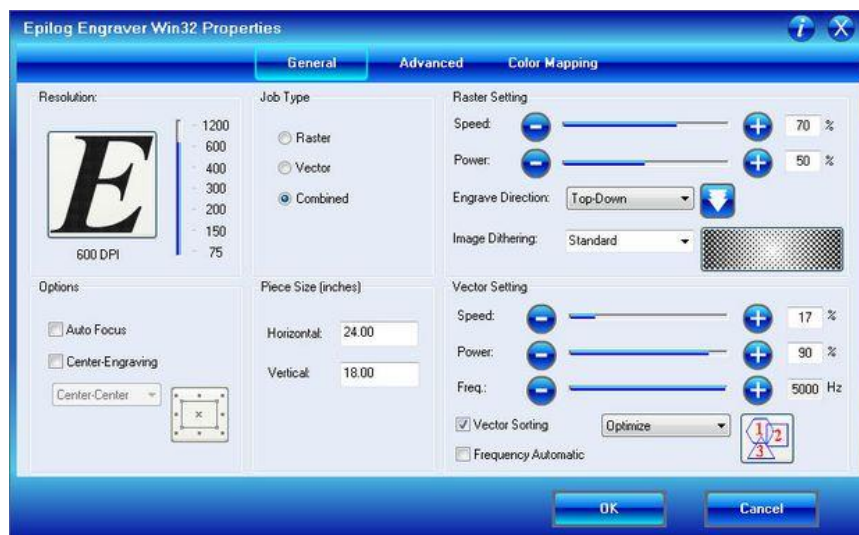 Epilog Engraver Win32 Properties
General
Advanced
Color Mapping
Resolution:
E
1200
600
400
300
200
150
75
600 DPI
Job Type
Raster
Vector
Combined
Raster Setting
Speed:
70 %
Power:
50 %
Engrave Direction:
Top-Down
Image Dithering:
Standard
Options
Auto Focus
Center-Engraving
Center-Center
Piece Size (inches)
Horizontal: 24.00
Vertical: 18.00
Vector Setting
Speed:
17 %
Power:
90 %
Freq.:
5000 Hz
Vector Sorting
Optimize
1
2
3
Frequency Automatic
OK
Cancel